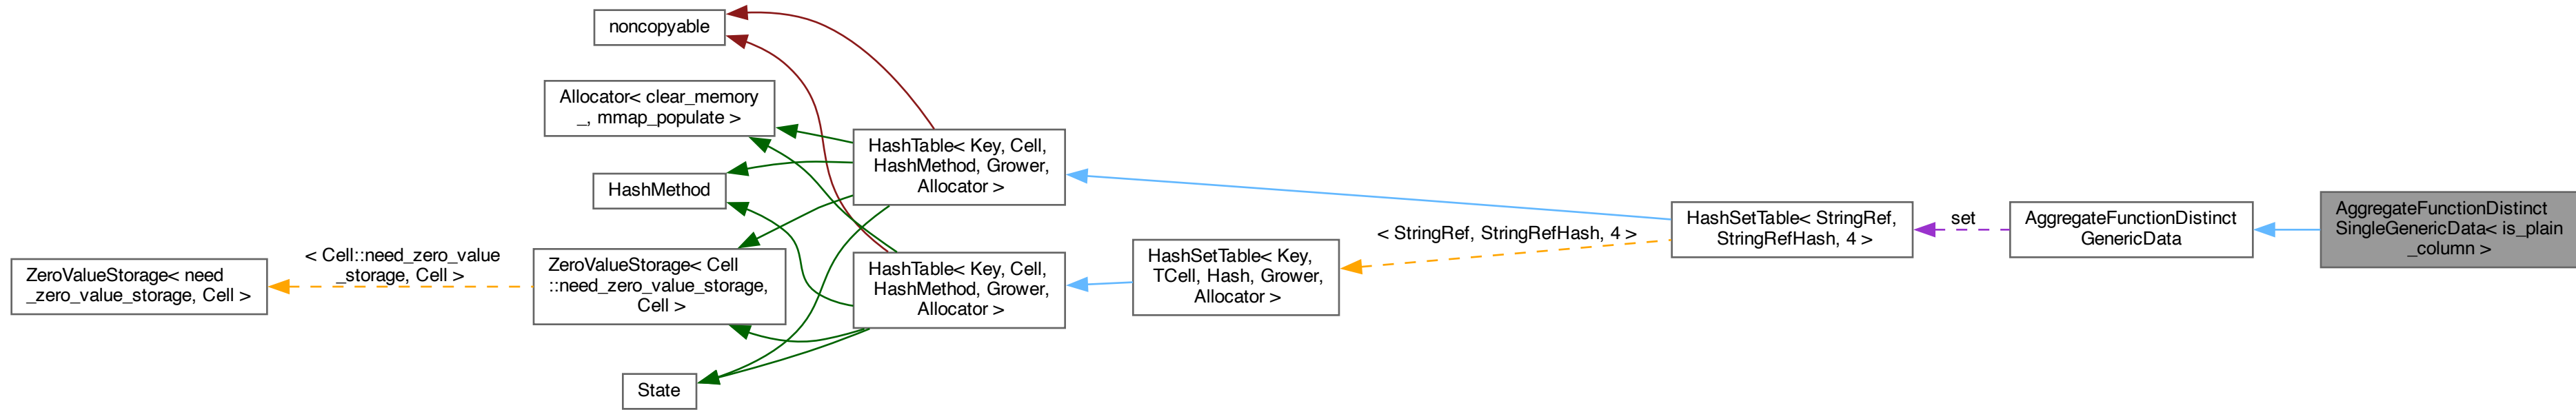 noncopyable
Allocator< clear_memory
_, mmap_populate >
HashMethod
ZeroValueStorage< need
_zero_value_storage, Cell >
< Cell::need_zero_value
_storage, Cell >
ZeroValueStorage< Cell
::need_zero_value_storage,
Cell >
State
HashTable< Key, Cell,
HashMethod, Grower,
Allocator >
HashTable< Key, Cell,
HashMethod, Grower,
Allocator >
HashSetTable< Key,
TCell, Hash, Grower,
Allocator >
< StringRef, StringRefHash, 4 >
HashSetTable< StringRef,
StringRefHash, 4 >
set
AggregateFunctionDistinct
GenericData
AggregateFunctionDistinct
SingleGenericData< is_plain
_column >